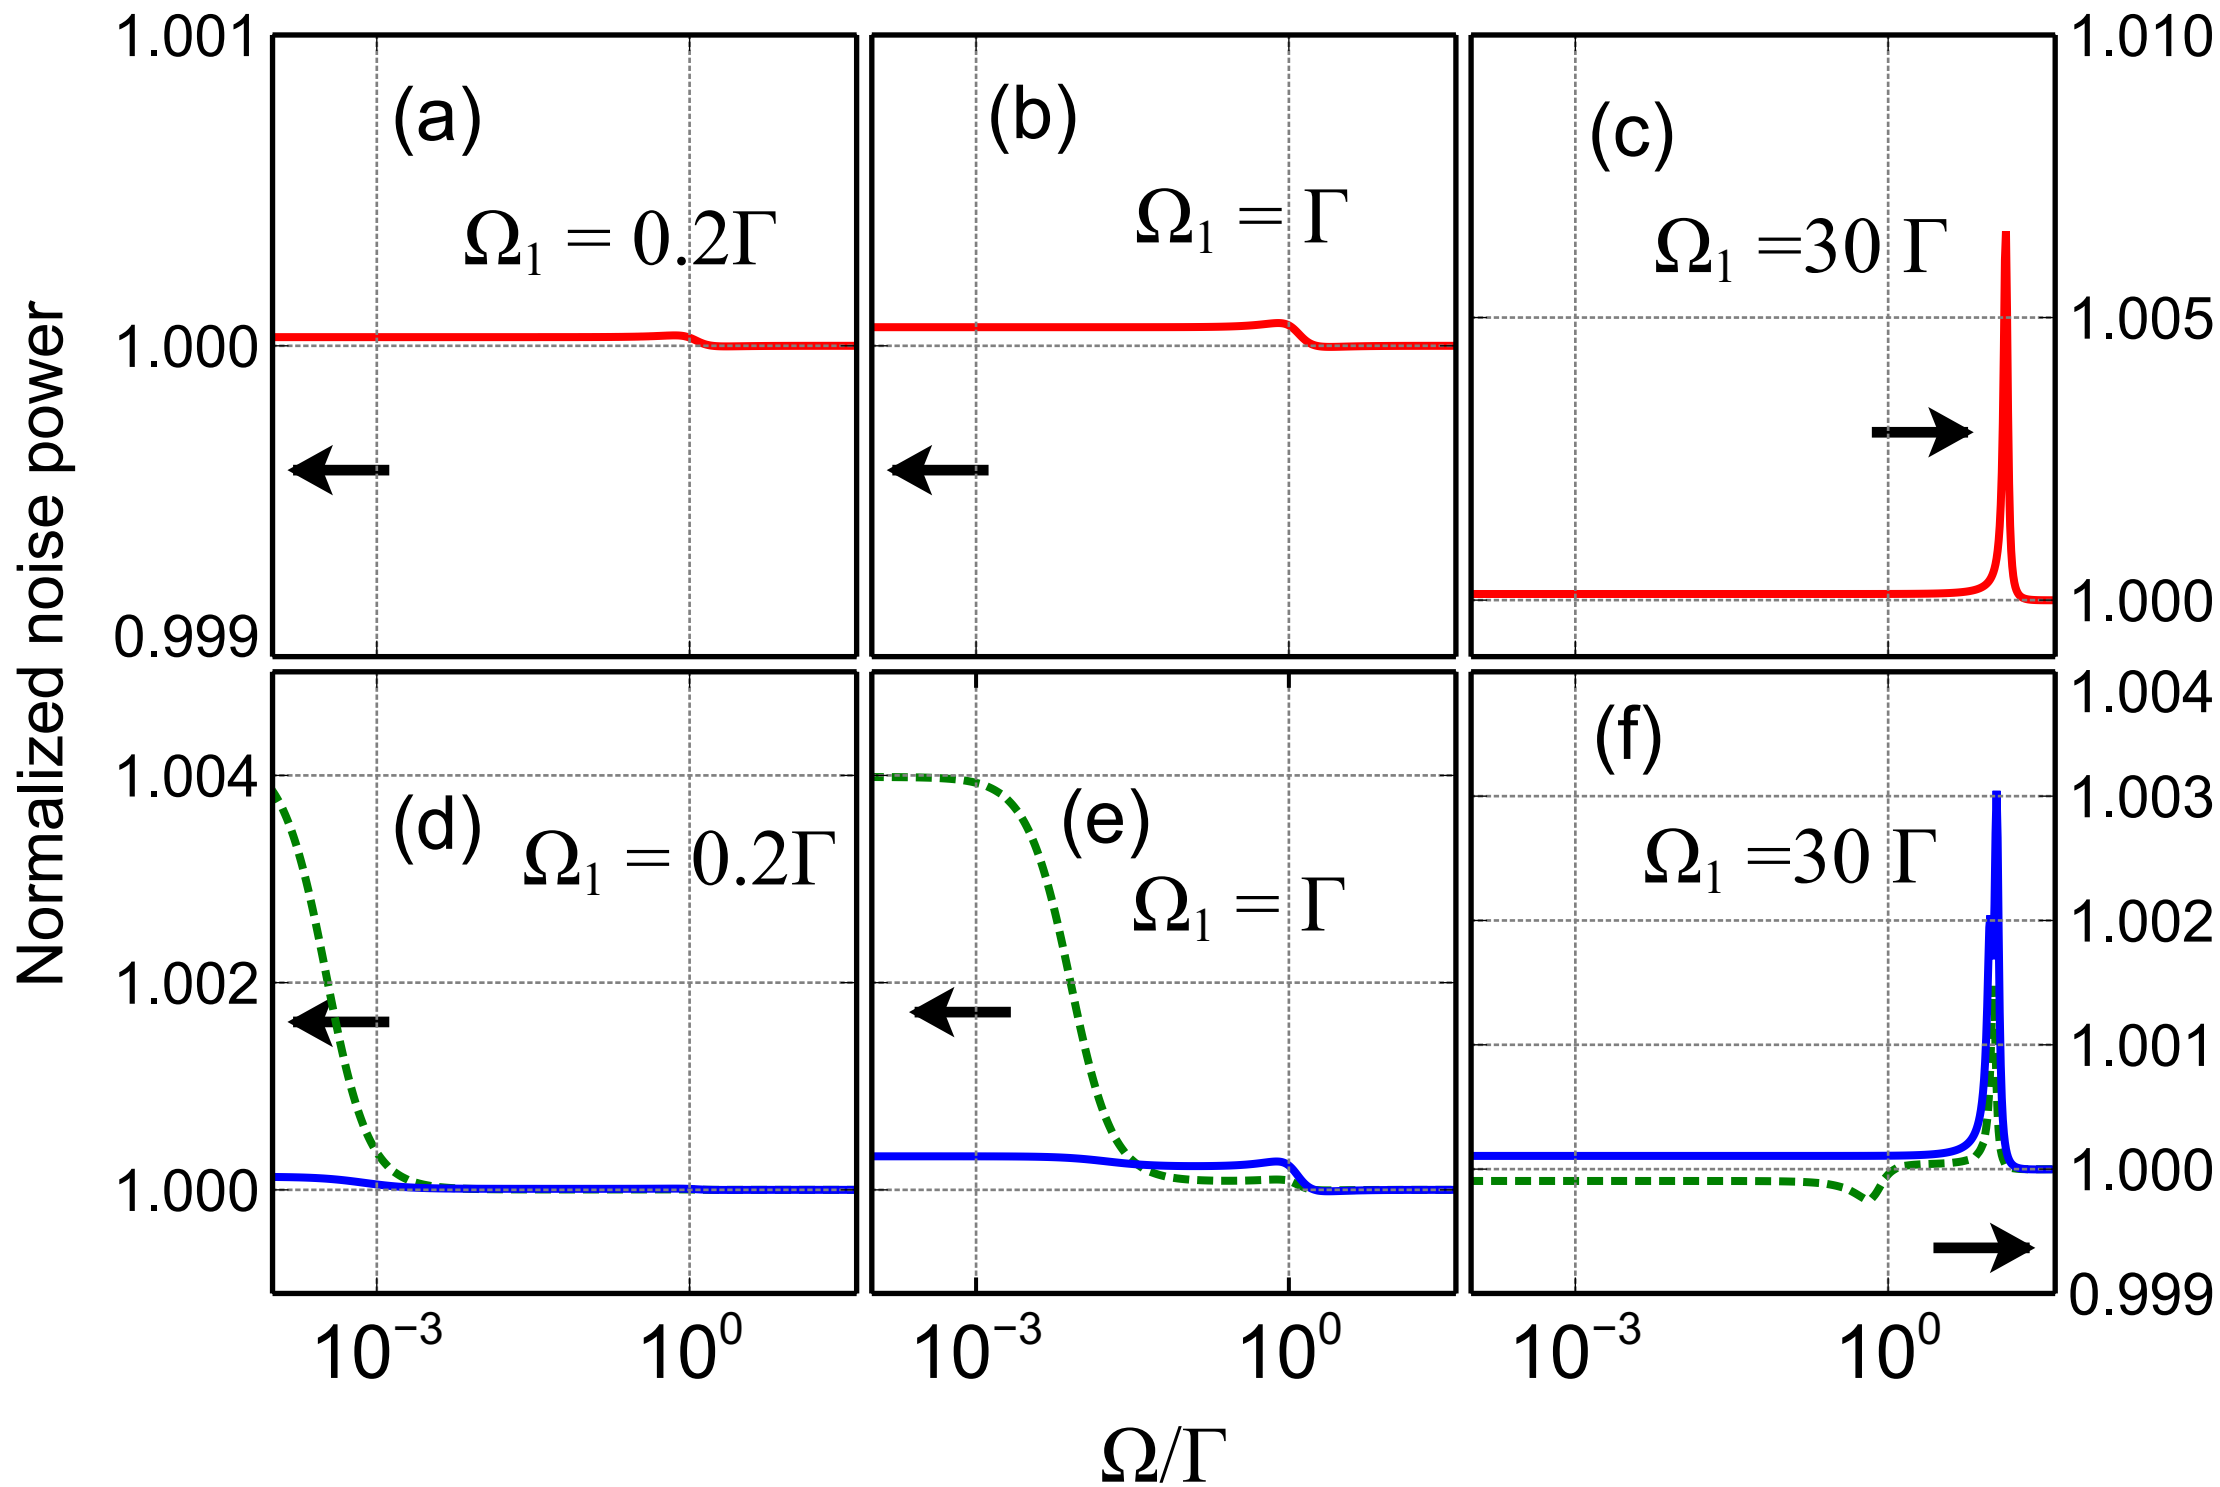 Normalized noise power
1.001
1.000
0.999
(a)
Ω₁ = 0.2Γ
(b)
Ω₁ = Γ
(c)
Ω₁ =30 Γ
1.010
1.005
1.000
1.004
1.002
1.000
(d)
Ω₁ = 0.2Γ
(e)
Ω₁ = Γ
(f)
Ω₁ =30 Γ
1.004
1.003
1.002
1.001
1.000
0.999
10⁻³ 10⁰ 10⁻³ 10⁰ 10⁻³ 10⁰
Ω/Γ